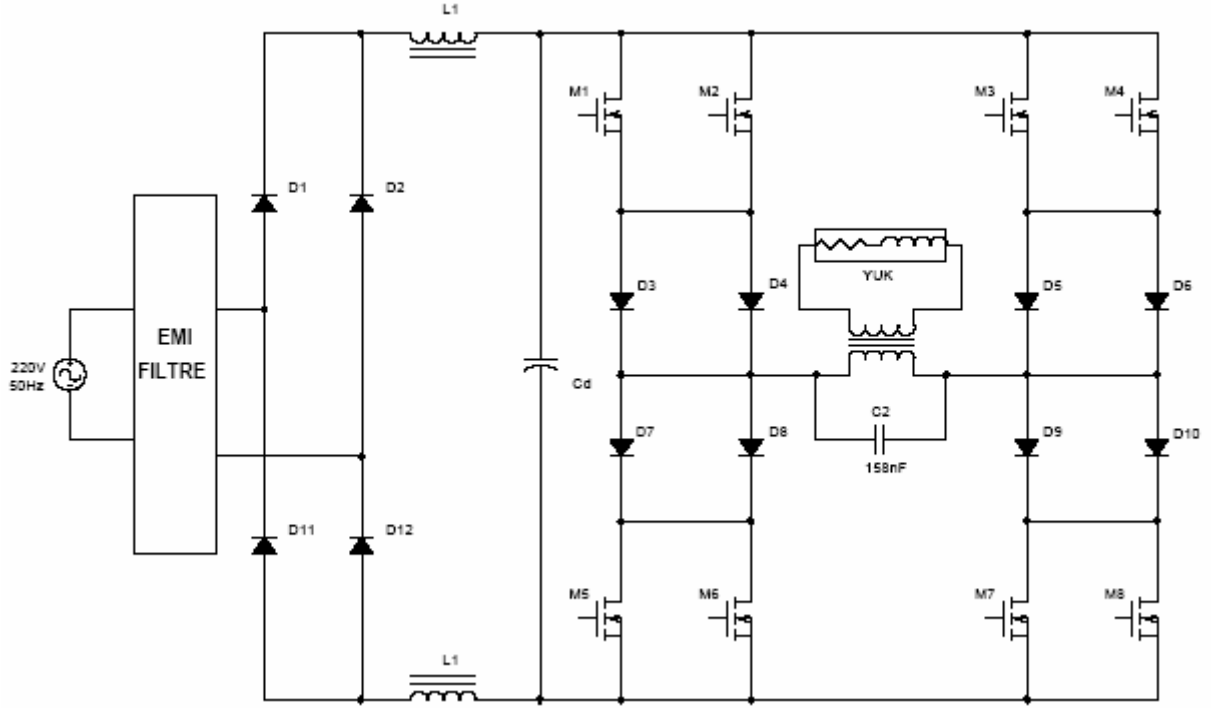 L1
M1
M2
M3
M4
D1
D2
YUK
D3
D4
D5
D6
EMI
FILTRE
220V
50Hz
Cd
C2
158nF
D7
D8
D9
D10
D11
D12
M5
M6
M7
M8
L1